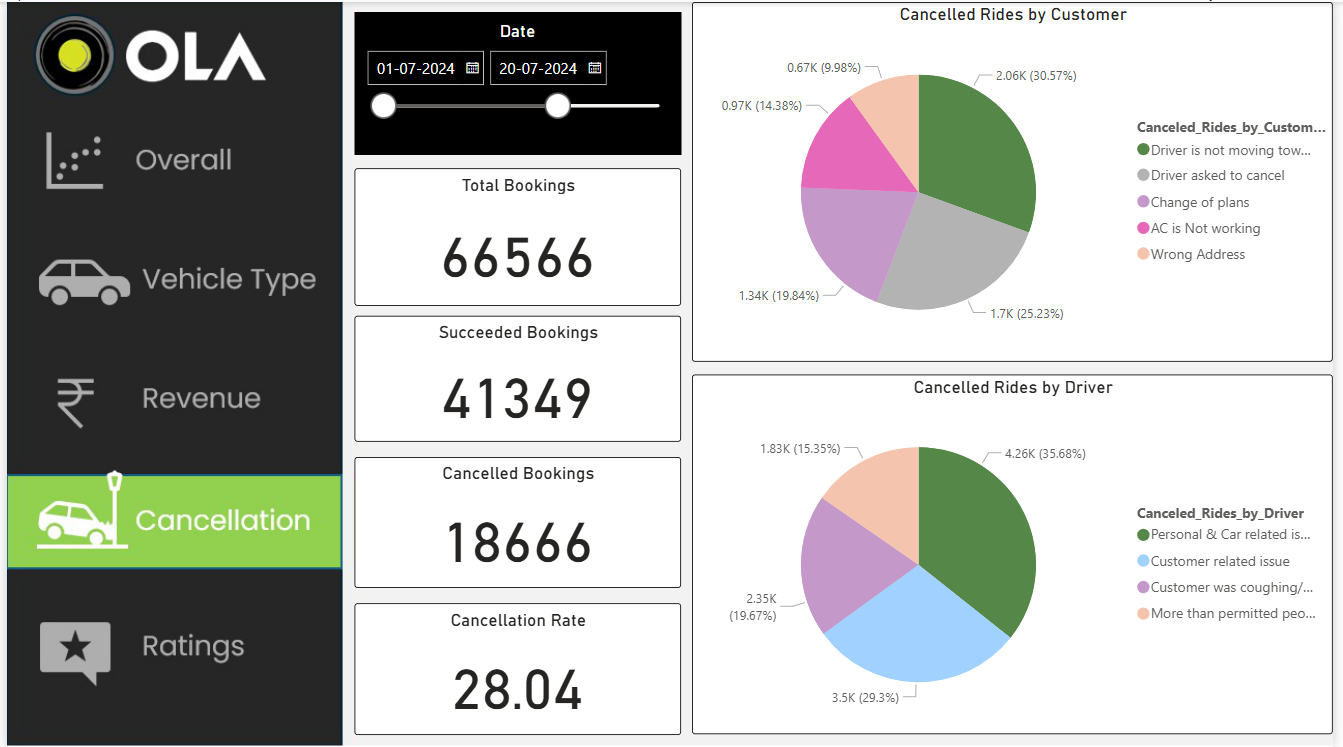 OLA
Overall
Vehicle Type
Revenue
Cancellation
Ratings
Date
01-07-2024 20-07-2024
Total Bookings
66566
Succeeded Bookings
41349
Cancelled Bookings
18666
Cancellation Rate
28.04
Cancelled Rides by Customer
0.67K (9.98%)
2.06K (30.57%)
0.97K (14.38%)
1.34K (19.84%)
1.7K (25.23%)
Canceled_Rides_by_Custom...
Driver is not moving tow...
Driver asked to cancel
Change of plans
AC is Not working
Wrong Address
Cancelled Rides by Driver
1.83K (15.35%)
4.26K (35.68%)
2.35K
(19.67%)
3.5K (29.3%)
Canceled_Rides_by_Driver
Personal & Car related is...
Customer related issue
Customer was coughing/...
More than permitted peo...